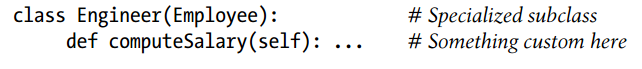 class Engineer(Employee):                # Specialized subclass
     def computeSalary(self): ...     # Something custom here